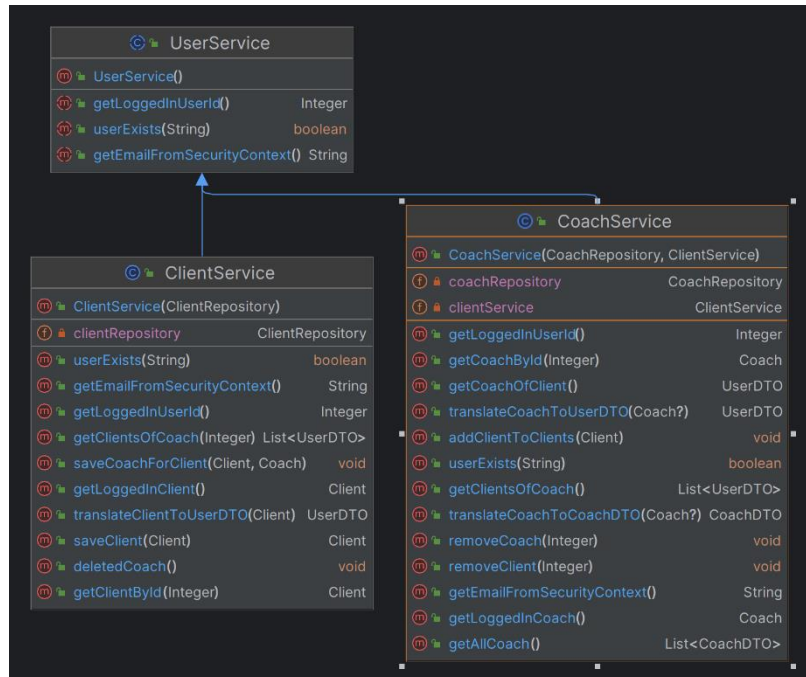 UserService
UserService()
getLoggedInUserId() Integer
userExists(String) boolean
getEmailFromSecurityContext() String
ClientService
ClientService(ClientRepository)
clientRepository ClientRepository
userExists(String) boolean
getEmailFromSecurityContext() String
getLoggedInUserId() Integer
getClientsOfCoach(Integer) List<UserDTO>
saveCoachForClient(Client, Coach) void
getLoggedInClient() Client
translateClientToUserDTO(Client) UserDTO
saveClient(Client) Client
deletedCoach() void
getClientById(Integer) Client
CoachService
CoachService(CoachRepository, ClientService)
coachRepository CoachRepository
clientService ClientService
getLoggedInUserId() Integer
getCoachById(Integer) Coach
getCoachOfClient() UserDTO
translateCoachToUserDTO(Coach?) UserDTO
addClientToClients(Client) void
userExists(String) boolean
getClientsOfCoach() List<UserDTO>
translateCoachToCoachDTO(Coach?) CoachDTO
removeCoach(Integer) void
removeClient(Integer) void
getEmailFromSecurityContext() String
getLoggedInCoach() Coach
getAllCoach() List<CoachDTO>